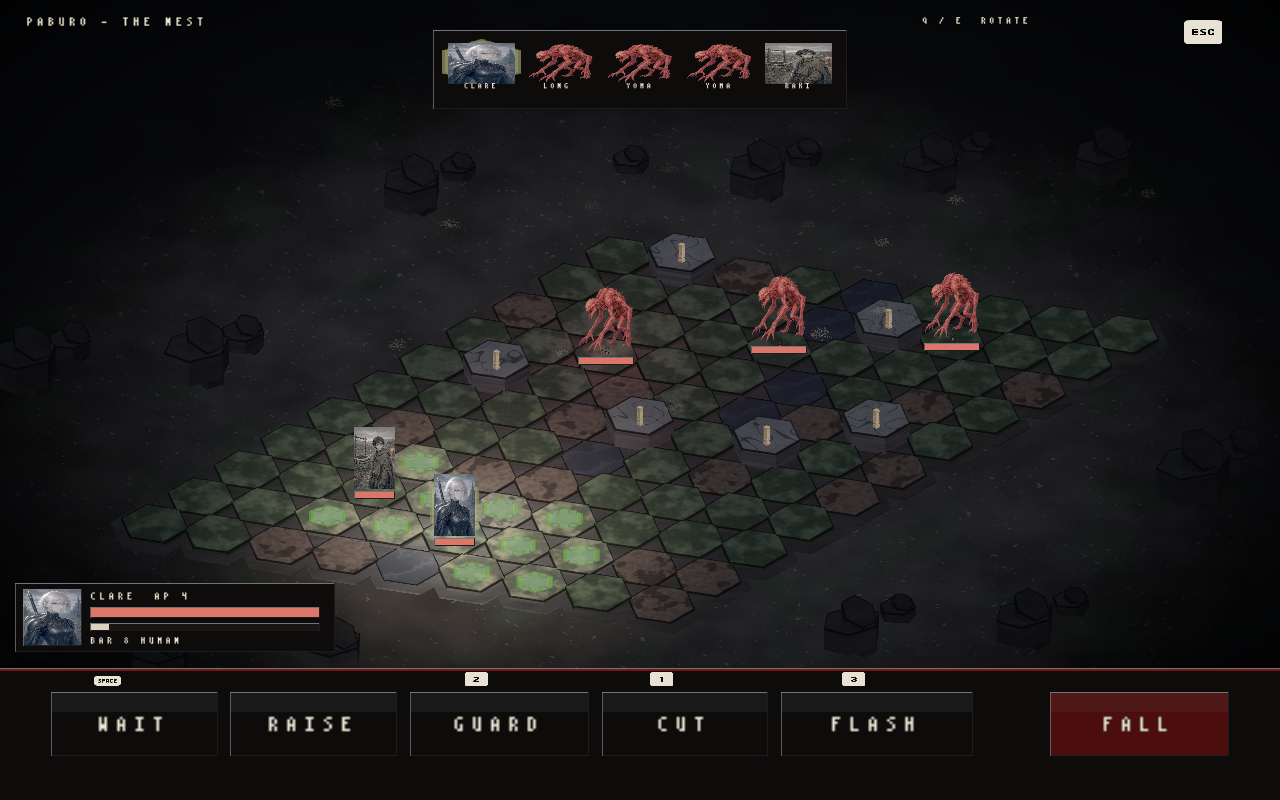 PABURO - THE NEST
Q / E ROTATE
ESC
CLARE LONG YOMA YOMA RAKI
CLARE AP 4
BAR 8 HUMAN
SPACE 2 1 3
WAIT RAISE GUARD CUT FLASH FALL